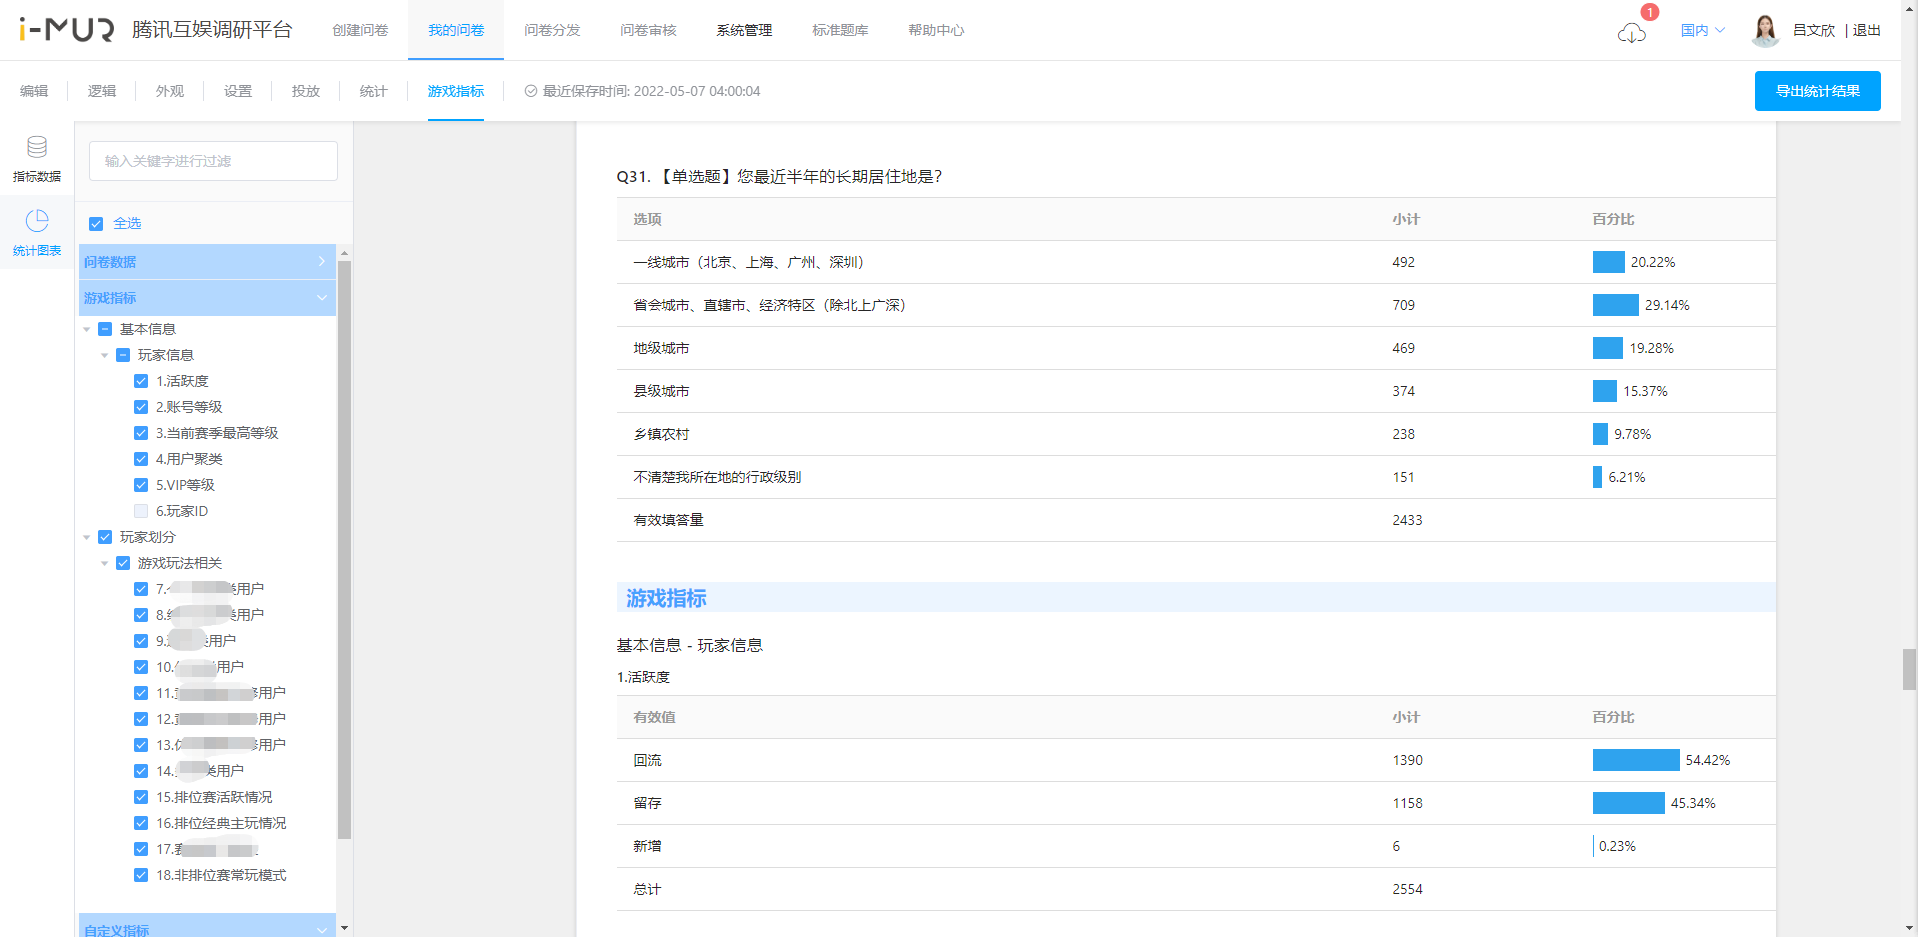 i-MUR 腾讯互娱调研平台 创建问卷 我的问卷 问卷分发 问卷审核 系统管理 标准题库 帮助中心 1 国内 吕文欣 | 退出
编辑 逻辑 外观 设置 投放 统计 游戏指标 最近保存时间: 2022-05-07 04:00:04 导出统计结果
指标数据
统计图表
输入关键字进行过滤
全选
问卷数据
游戏指标
基本信息
玩家信息
1.活跃度
2.账号等级
3.当前赛季最高等级
4.用户聚类
5.VIP等级
6.玩家ID
玩家划分
游戏玩法相关
7. 类用户
8. 类用户
9. 类用户
10. 用户
11. 用户
12. 用户
13. 用户
14. 类用户
15.排位赛活跃情况
16.排位经典主玩情况
17.
18.非排位赛常玩模式
自定义指标
Q31. 【单选题】您最近半年的长期居住地是？
选项 小计 百分比
一线城市（北京、上海、广州、深圳） 492 20.22%
省会城市、直辖市、经济特区（除北上广深） 709 29.14%
地级城市 469 19.28%
县级城市 374 15.37%
乡镇农村 238 9.78%
不清楚我所在地的行政级别 151 6.21%
有效填答量 2433
游戏指标
基本信息 - 玩家信息
1.活跃度
有效值 小计 百分比
回流 1390 54.42%
留存 1158 45.34%
新增 6 0.23%
总计 2554